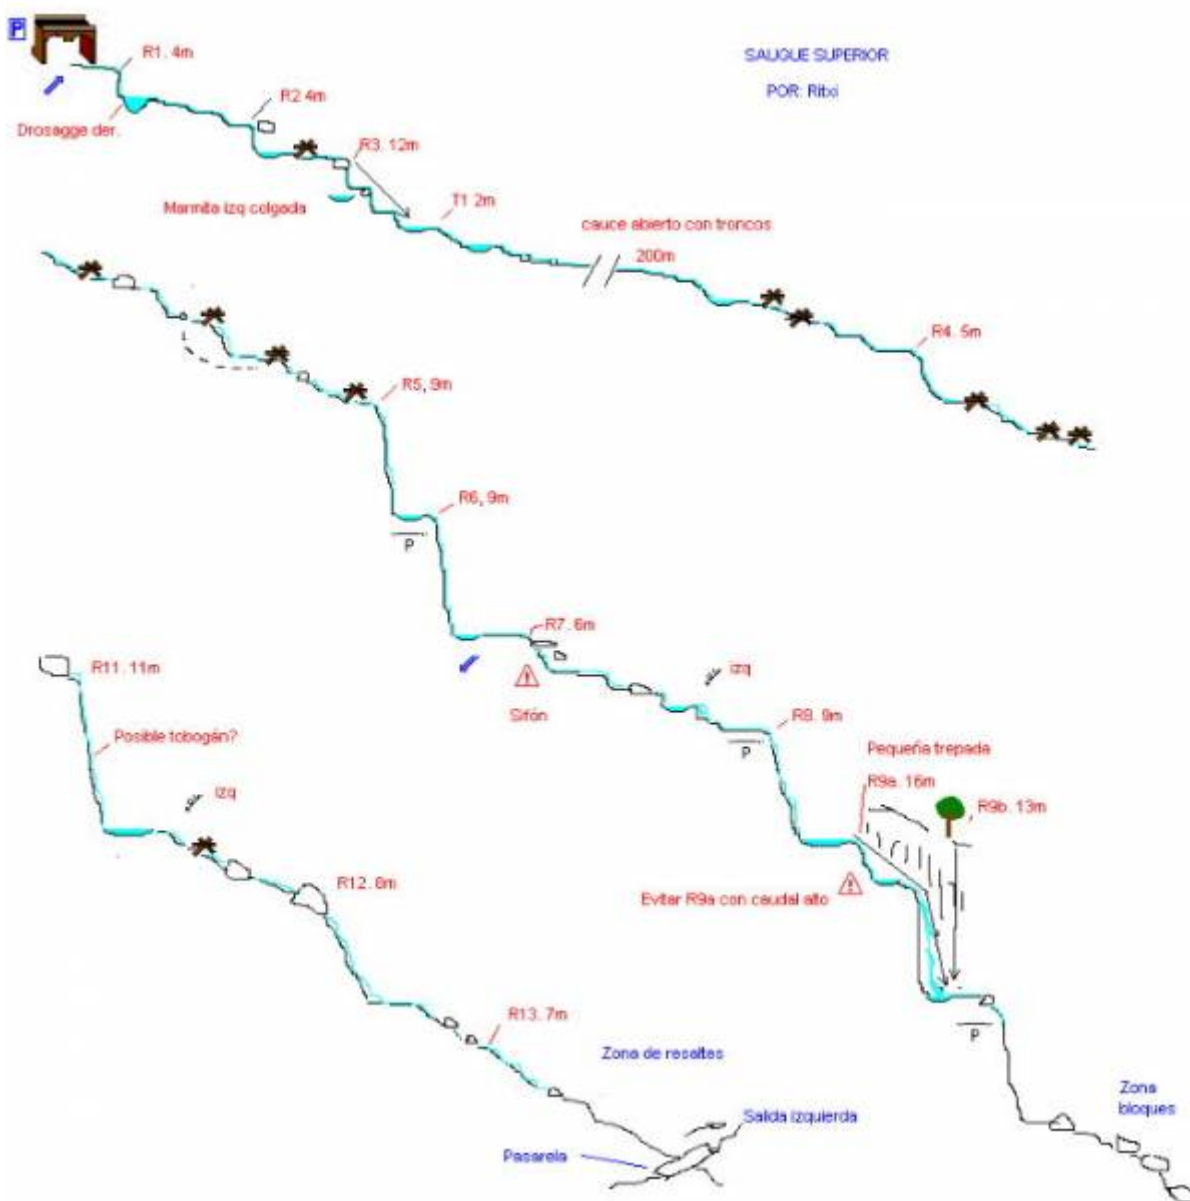 P
R1. 4m
SAUGUE SUPERIOR
POR: Ritxi
R2 4m
Drosagge der.
R3. 12m
Marmita izq colgada
T1 2m
cauce abierto con troncos
200m
R4. 5m
R5, 9m
R6, 9m
P
R7. 6m
Sifón
izq
R8. 9m
P
Pequeña trepada
R9a. 16m
R9b. 13m
Evitar R9a con caudal alto
P
Zona
bloques
R11. 11m
Posible tobogán?
izq
R12. 8m
R13. 7m
Zona de resaltes
Salida izquierda
Pasarela